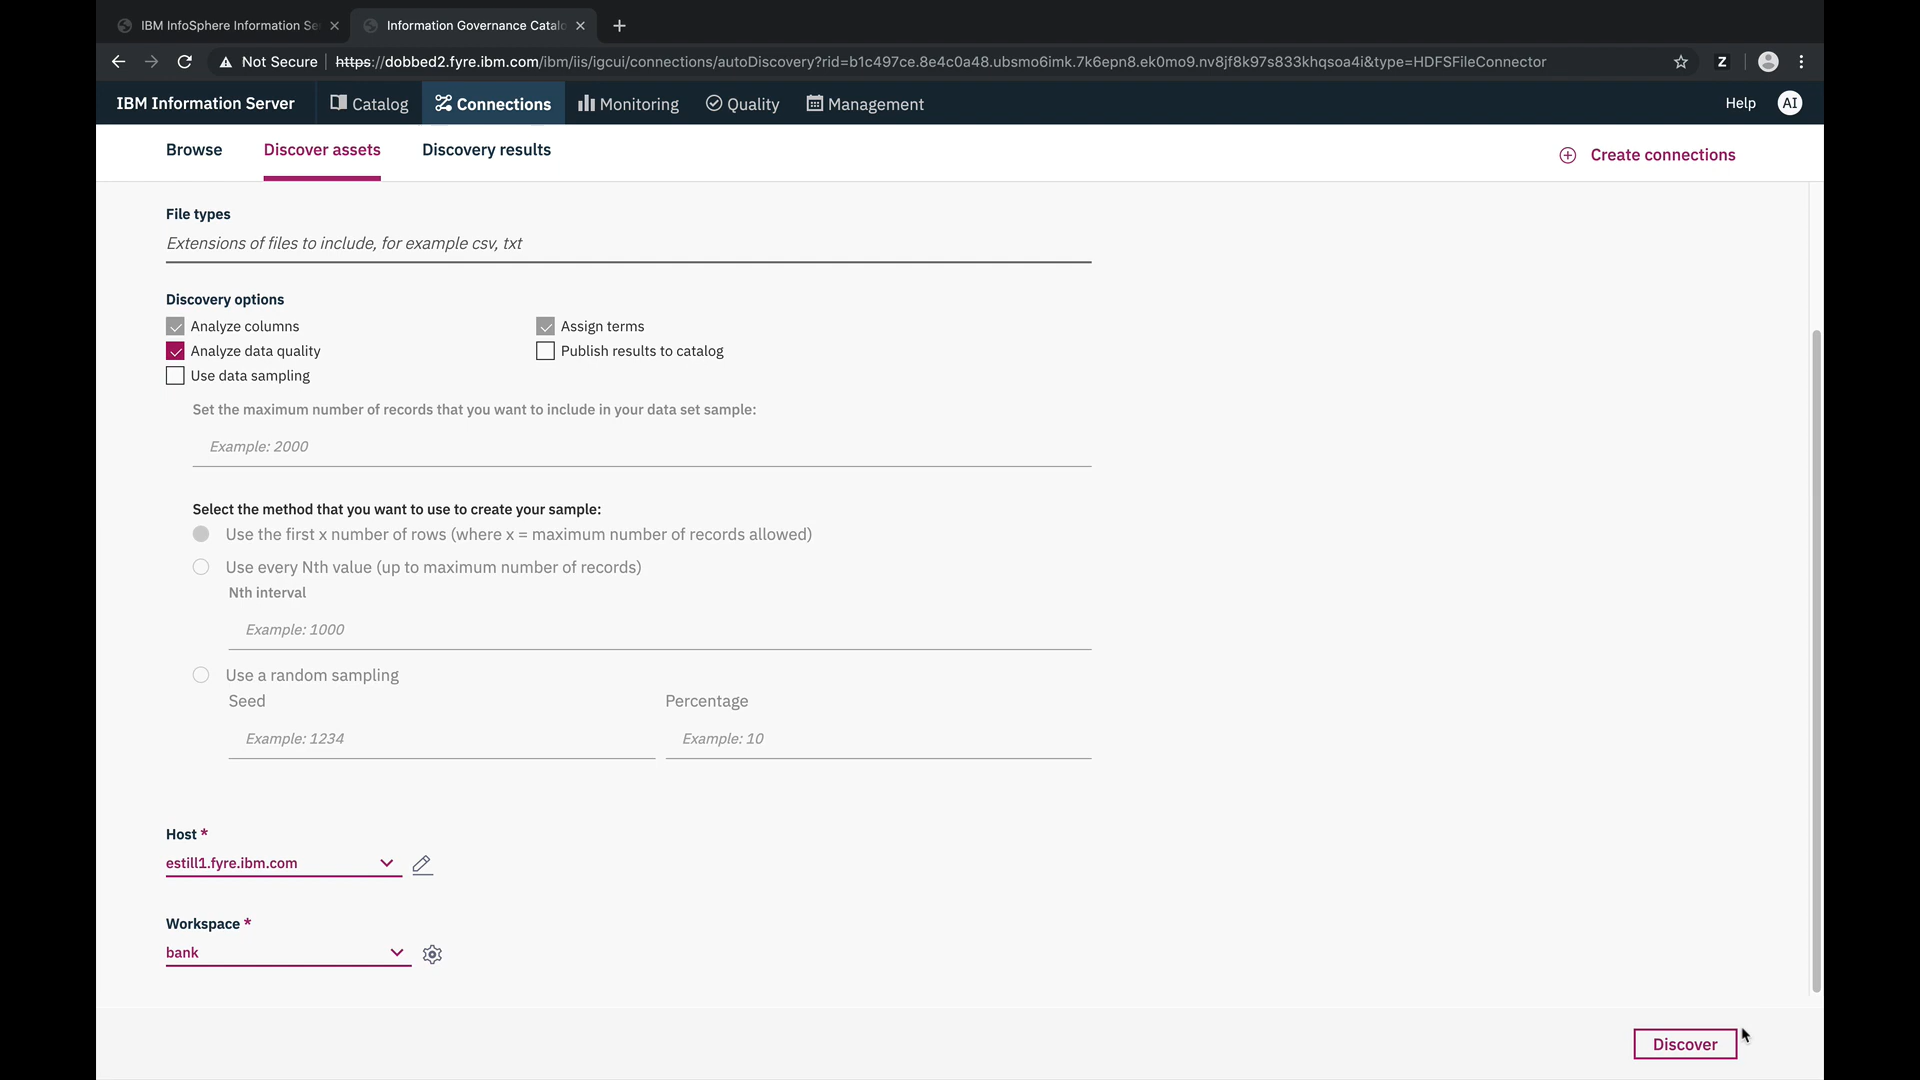 IBM InfoSphere Information Se
Information Governance Catalo
Not Secure
https://dobbed2.fyre.ibm.com/ibm/iis/igcui/connections/autoDiscovery?rid=b1c497ce.8e4c0a48.ubsmo6imk.7k6epn8.ek0mo9.nv8jf8k97s833khqsoa4i&type=HDFSFileConnector
Z
IBM Information Server
Catalog
Connections
Monitoring
Quality
Management
Help
AI
Browse
Discover assets
Discovery results
Create connections
File types
Extensions of files to include, for example csv, txt
Discovery options
Analyze columns
Assign terms
Analyze data quality
Publish results to catalog
Use data sampling
Set the maximum number of records that you want to include in your data set sample:
Example: 2000
Select the method that you want to use to create your sample:
Use the first x number of rows (where x = maximum number of records allowed)
Use every Nth value (up to maximum number of records)
Nth interval
Example: 1000
Use a random sampling
Seed
Percentage
Example: 1234
Example: 10
Host *
estill1.fyre.ibm.com
Workspace *
bank
Discover